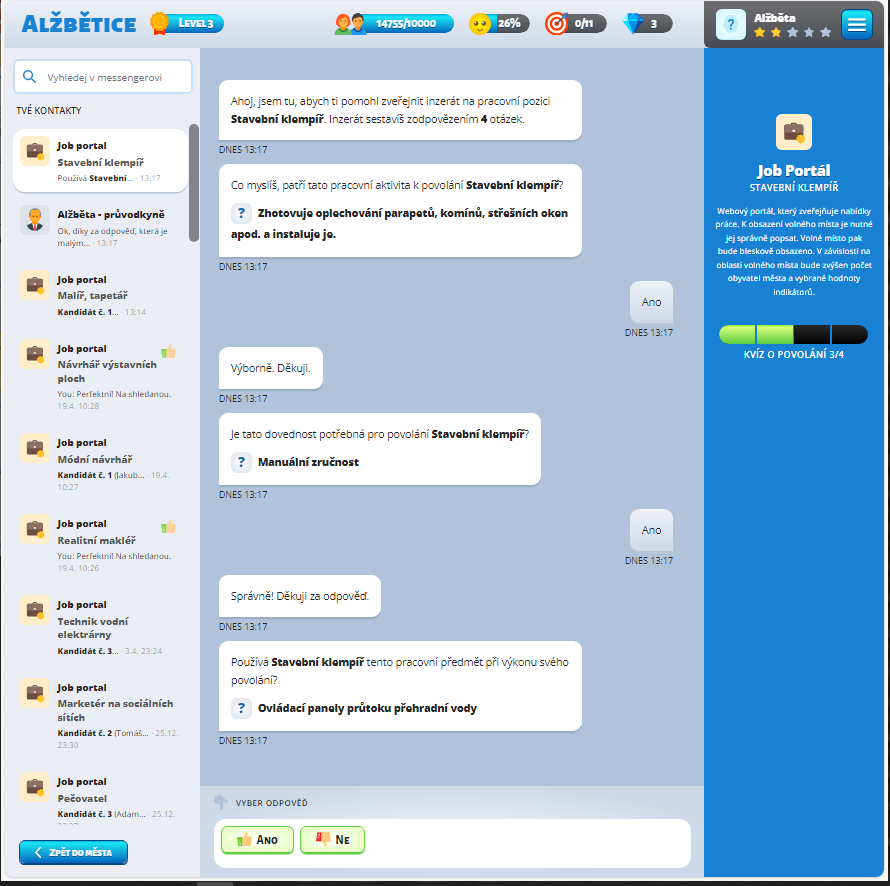 ALŽBĚTICE
LEVEL 3
14755/10000
26%
0/11
3
Alžběta
Vyhledej v messengerovi
TVÉ KONTAKTY
Job portal
Stavební klempíř
Používá Stavební... · 13:17
Alžběta - průvodkyně
Ok, díky za odpověď, která je
malým... · 13:17
Job portal
Malíř, tapetář
Kandidát č. 1... · 13:14
Job portal
Návrhář výstavních
ploch
You: Perfektní! Na shledanou. ·
19.4. 10:28
Job portal
Módní návrhář
Kandidát č. 1 (Jakub... · 19.4.
10:27
Job portal
Realitní makléř
You: Perfektní! Na shledanou. ·
19.4. 10:26
Job portal
Technik vodní
elektrárny
Kandidát č. 3... · 3.4. 23:24
Job portal
Marketér na sociálních
sítích
Kandidát č. 2 (Tomáš... · 25.12.
23:30
Job portal
Pečovatel
Kandidát č. 3 (Adam... · 25.12.
ZPĚT DO MĚSTA
Ahoj, jsem tu, abych ti pomohl zveřejnit inzerát na pracovní pozici
Stavební klempíř. Inzerát sestavíš zodpovězením 4 otázek.
DNES 13:17
Co myslíš, patří tato pracovní aktivita k povolání Stavební klempíř?
? Zhotovuje oplechování parapetů, komínů, střešních oken
apod. a instaluje je.
DNES 13:17
Ano
DNES 13:17
Výborně. Děkuji.
DNES 13:17
Je tato dovednost potřebná pro povolání Stavební klempíř?
? Manuální zručnost
DNES 13:17
Ano
DNES 13:17
Správně! Děkuji za odpověď.
DNES 13:17
Používá Stavební klempíř tento pracovní předmět při výkonu svého
povolání?
? Ovládací panely průtoku přehradní vody
DNES 13:17
VYBER ODPOVĚĎ
ANO
NE
Job Portál
STAVEBNÍ KLEMPÍŘ
Webový portál, který zveřejňuje nabídky
práce. K obsazení volného místa je nutné
jej správně popsat. Volné místo pak
bude bleskově obsazeno. V závislosti na
oblasti volného místa bude zvýšen počet
obyvatel města a vybrané hodnoty
indikátorů.
KVÍZ O POVOLÁNÍ 3/4